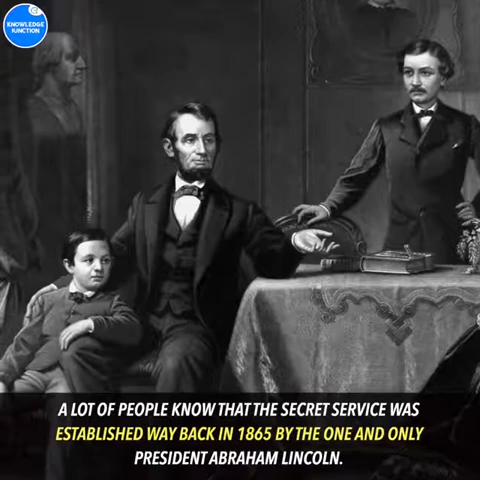 KNOWLEDGE
FUNCTION
A LOT OF PEOPLE KNOW THAT THE SECRET SERVICE WAS
ESTABLISHED WAY BACK IN 1865 BY THE ONE AND ONLY
PRESIDENT ABRAHAM LINCOLN.